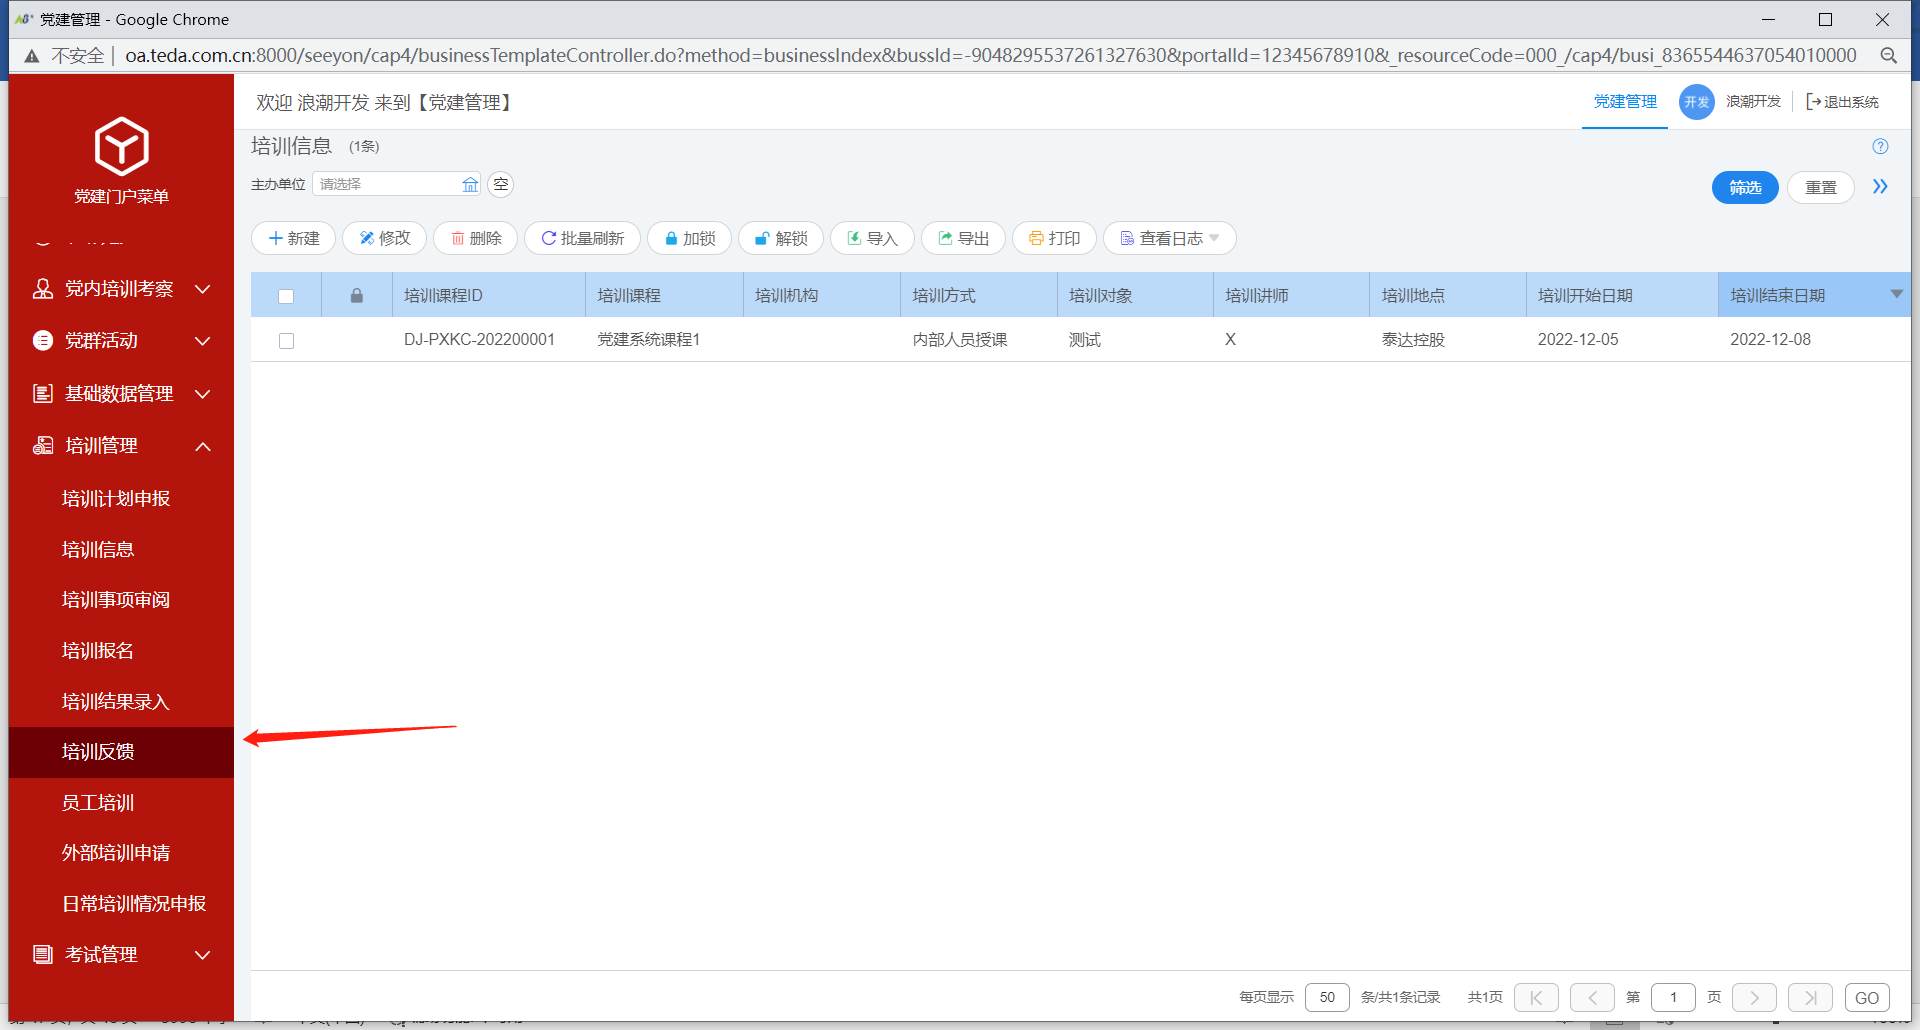 党建管理 - Google Chrome
不安全 oa.teda.com.cn:8000/seeyon/cap4/businessTemplateController.do?method=businessIndex&bussId=-9048295537261327630&portalId=12345678910&_resourceCode=000_/cap4/busi_8365544637054010000
党建门户菜单
党内培训考察
党群活动
基础数据管理
培训管理
培训计划申报
培训信息
培训事项审阅
培训报名
培训结果录入
培训反馈
员工培训
外部培训申请
日常培训情况申报
考试管理
欢迎 浪潮开发 来到【党建管理】
党建管理 开发 浪潮开发 退出系统
培训信息 (1条)
主办单位 请选择 空 筛选 重置
新建 修改 删除 批量刷新 加锁 解锁 导入 导出 打印 查看日志
培训课程ID 培训课程 培训机构 培训方式 培训对象 培训讲师 培训地点 培训开始日期 培训结束日期
DJ-PXKC-202200001 党建系统课程1 内部人员授课 测试 X 泰达控股 2022-12-05 2022-12-08
每页显示 50 条/共1条记录 共1页 第 1 页 GO